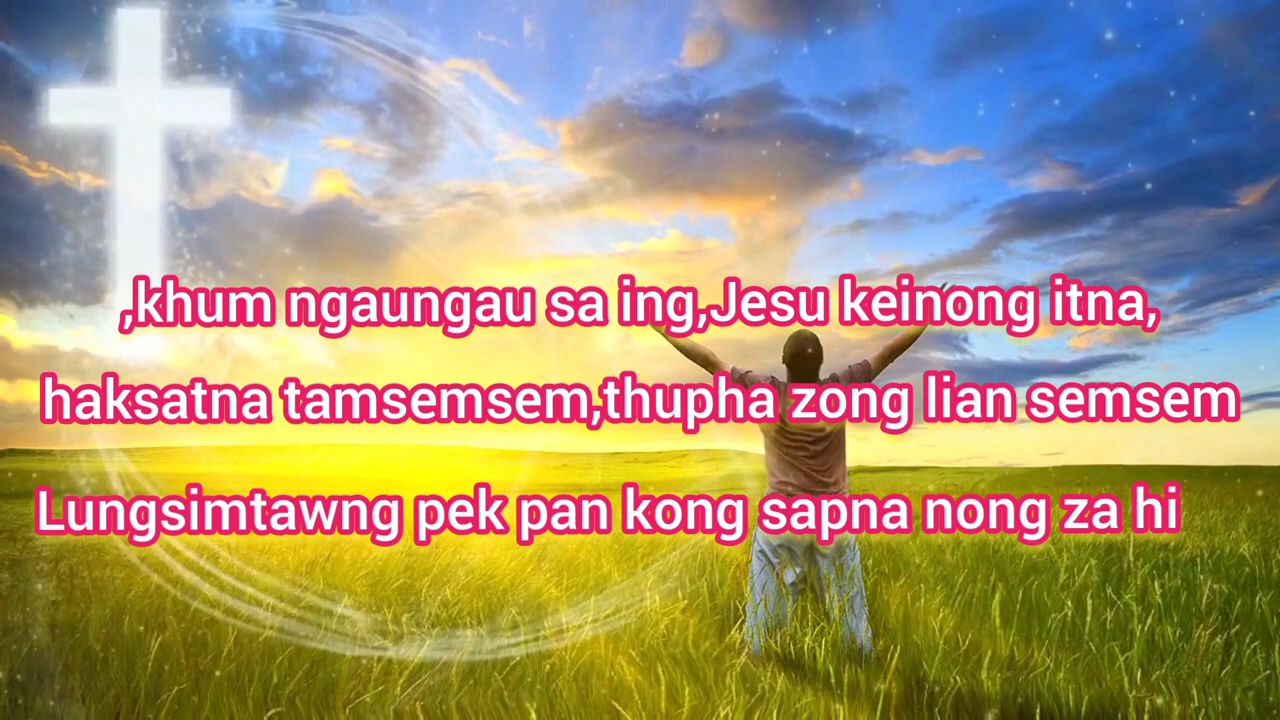 ,khum ngaungau sa ing,Jesu keinong itna,
haksatna tamsemsem,thupha zong lian semsem
Lungsimtawng pek pan kong sapna nong za hi